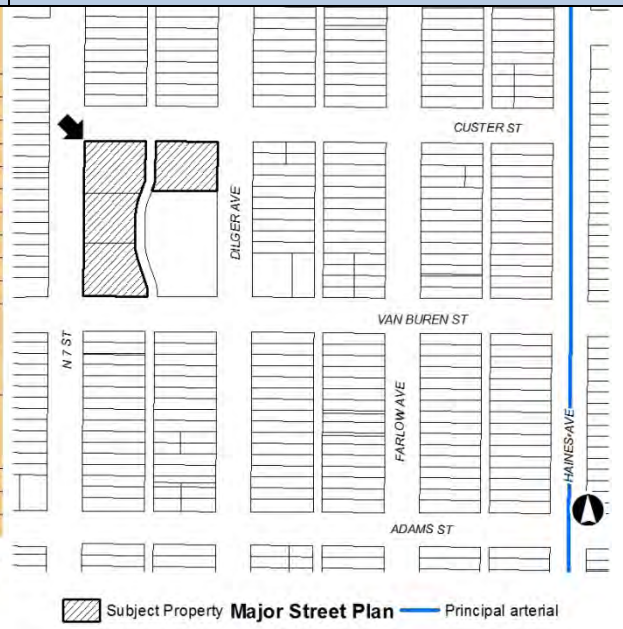 CUSTER ST
DILGER AVE
VAN BUREN ST
N 7 ST
FARLOW AVE
HAINES AVE
ADAMS ST
Subject Property Major Street Plan Principal arterial